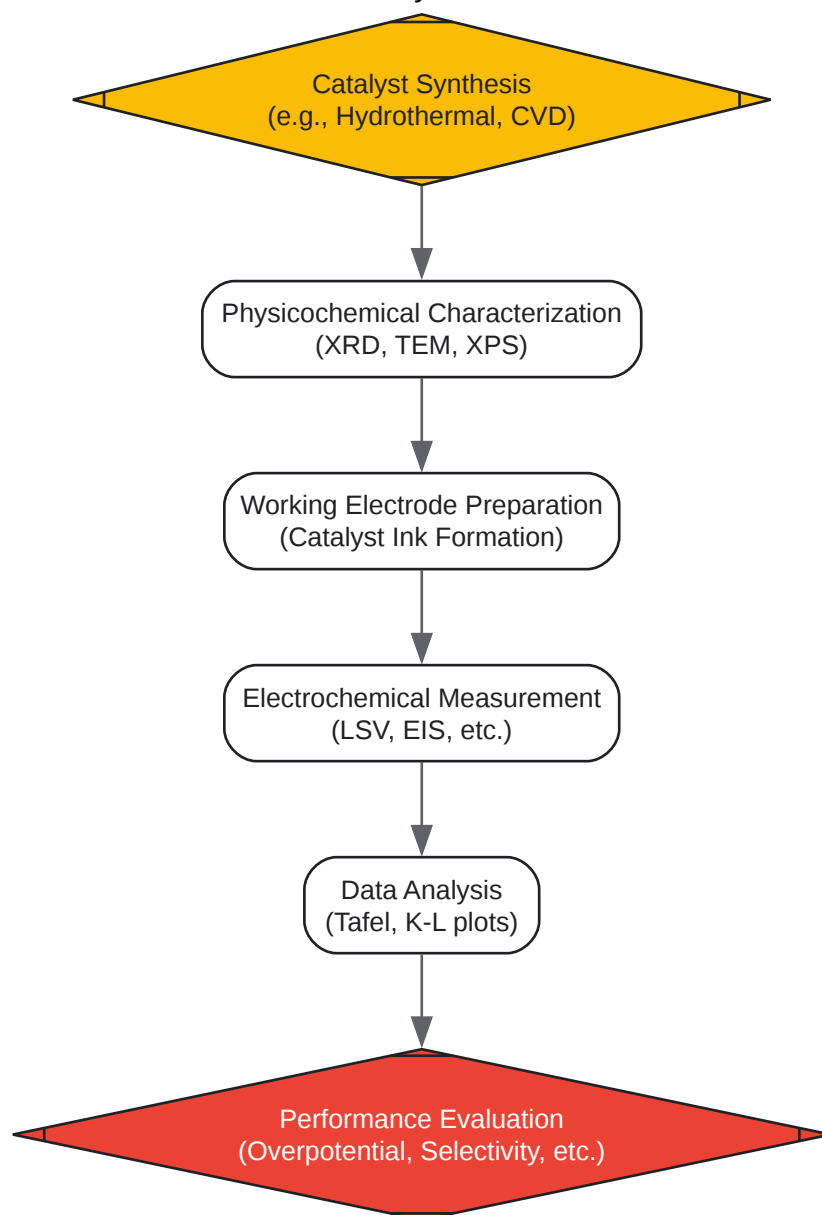 Catalyst Synthesis
(e.g., Hydrothermal, CVD)
Physicochemical Characterization
(XRD, TEM, XPS)
Working Electrode Preparation
(Catalyst Ink Formation)
Electrochemical Measurement
(LSV, EIS, etc.)
Data Analysis
(Tafel, K-L plots)
Performance Evaluation
(Overpotential, Selectivity, etc.)